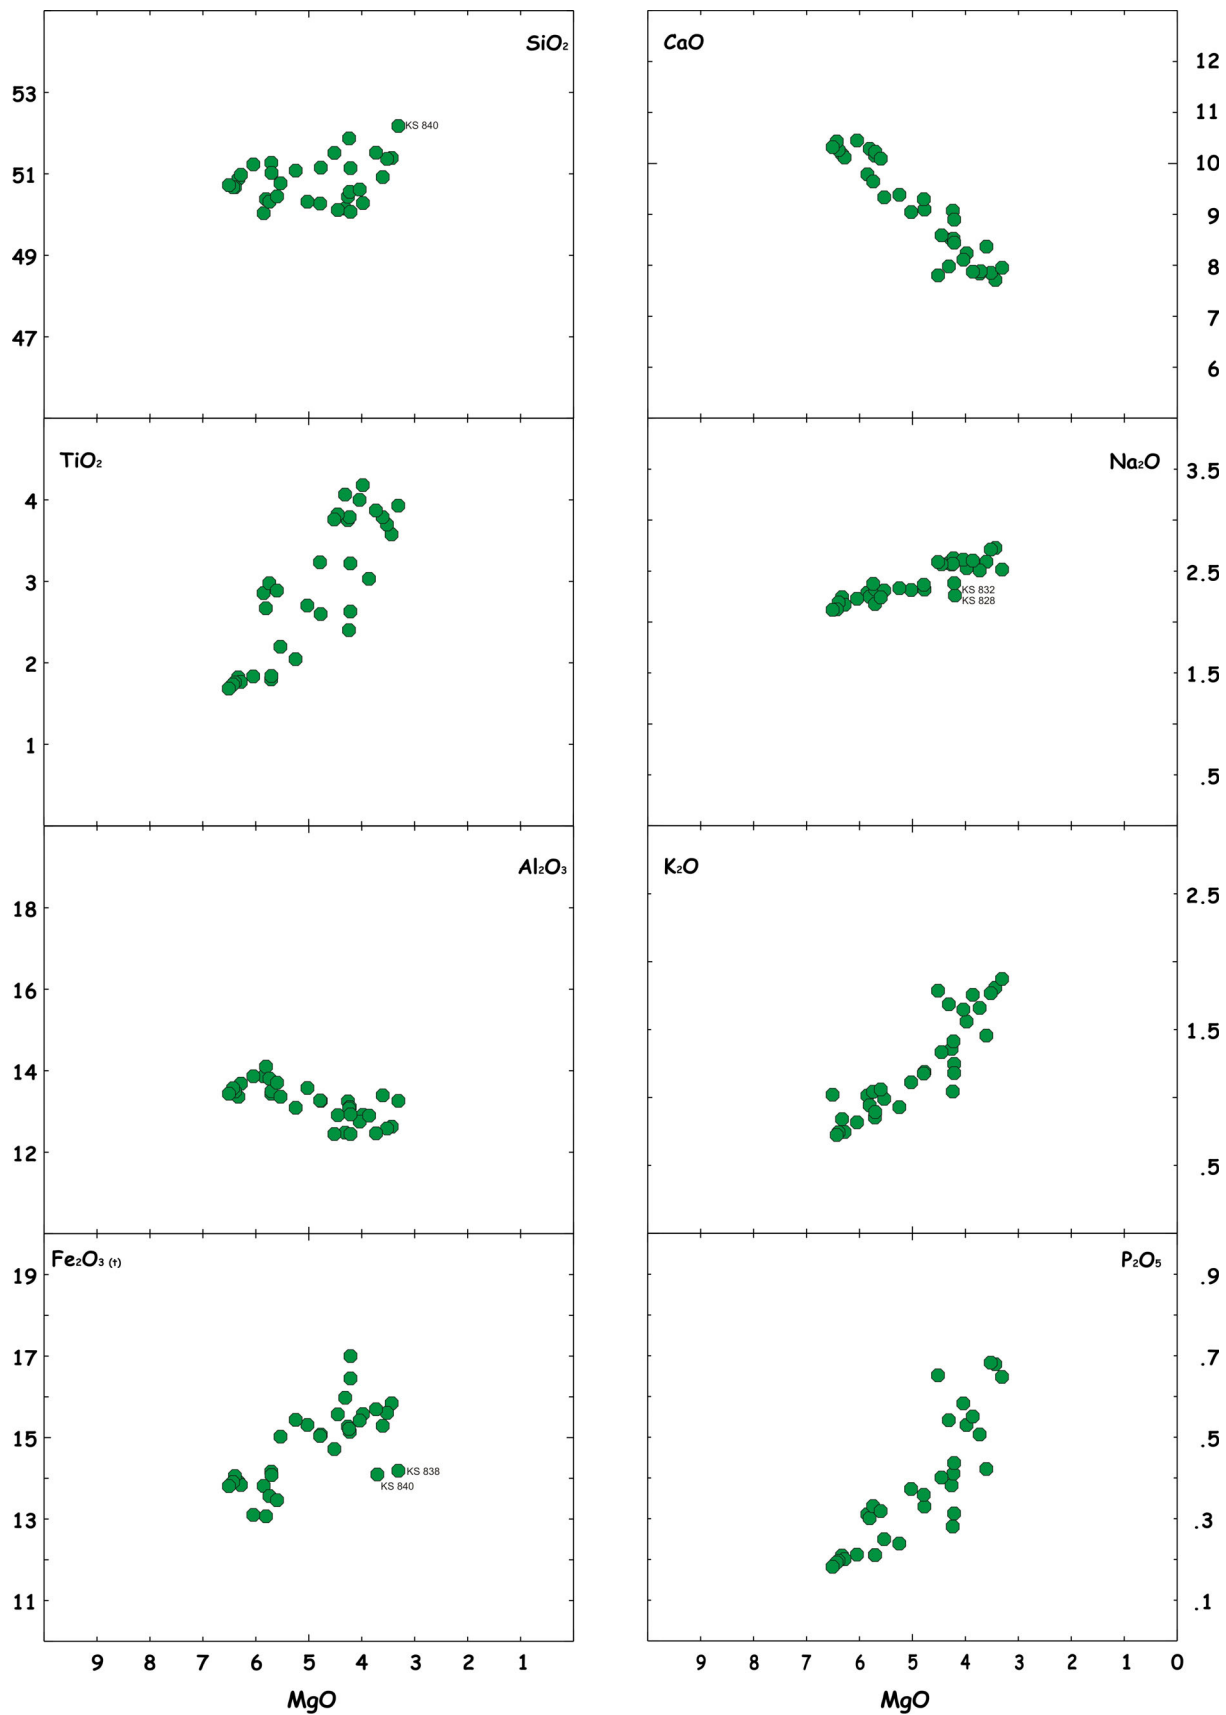 SiO₂
53
51
49
47
KS 840
CaO
12
11
10
9
8
7
6
TiO₂
4
3
2
1
Na₂O
3.5
2.5
1.5
.5
KS 832
KS 828
Al₂O₃
18
16
14
12
K₂O
2.5
1.5
.5
Fe₂O₃ (t)
19
17
15
13
11
KS 838
KS 840
P₂O₅
.9
.7
.5
.3
.1
9 8 7 6 5 4 3 2 1
MgO
9 8 7 6 5 4 3 2 1 0
MgO